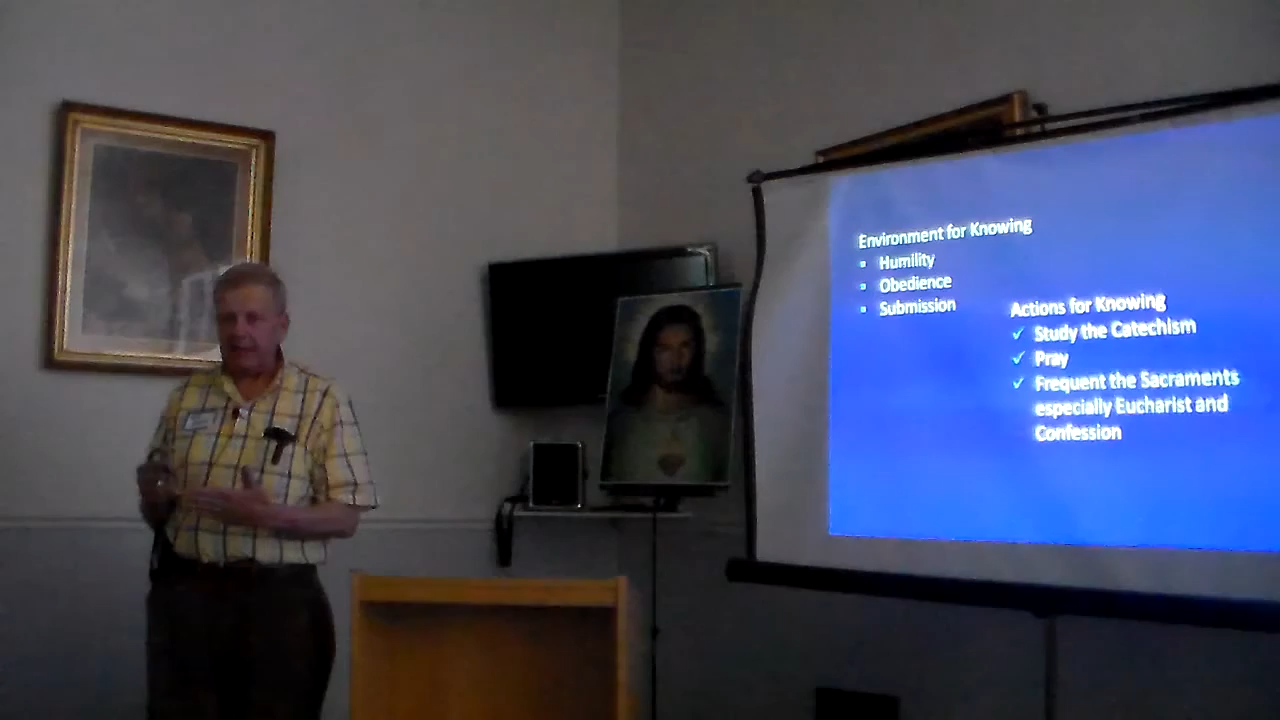 Environment for Knowing
▪ Humility
▪ Obedience
▪ Submission
Actions for Knowing
✓ Study the Catechism
✓ Pray
✓ Frequent the Sacraments
especially Eucharist and
Confession